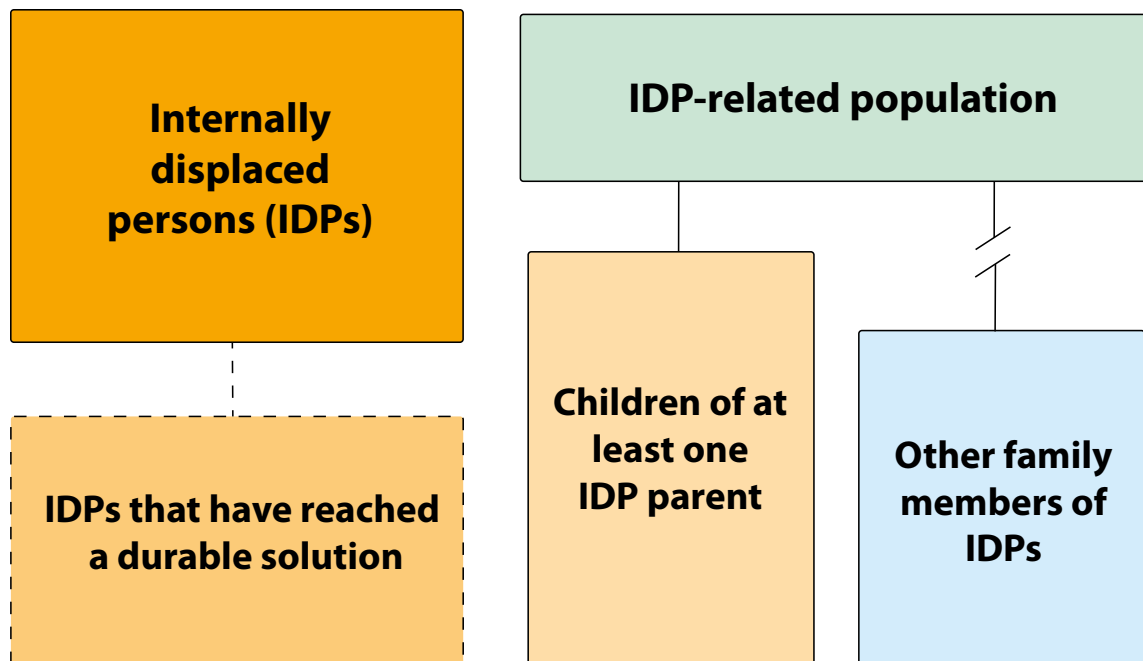 Internally
displaced
persons (IDPs)
IDP-related population
Children of at
least one
IDP parent
Other family
members of
IDPs
IDPs that have reached
a durable solution